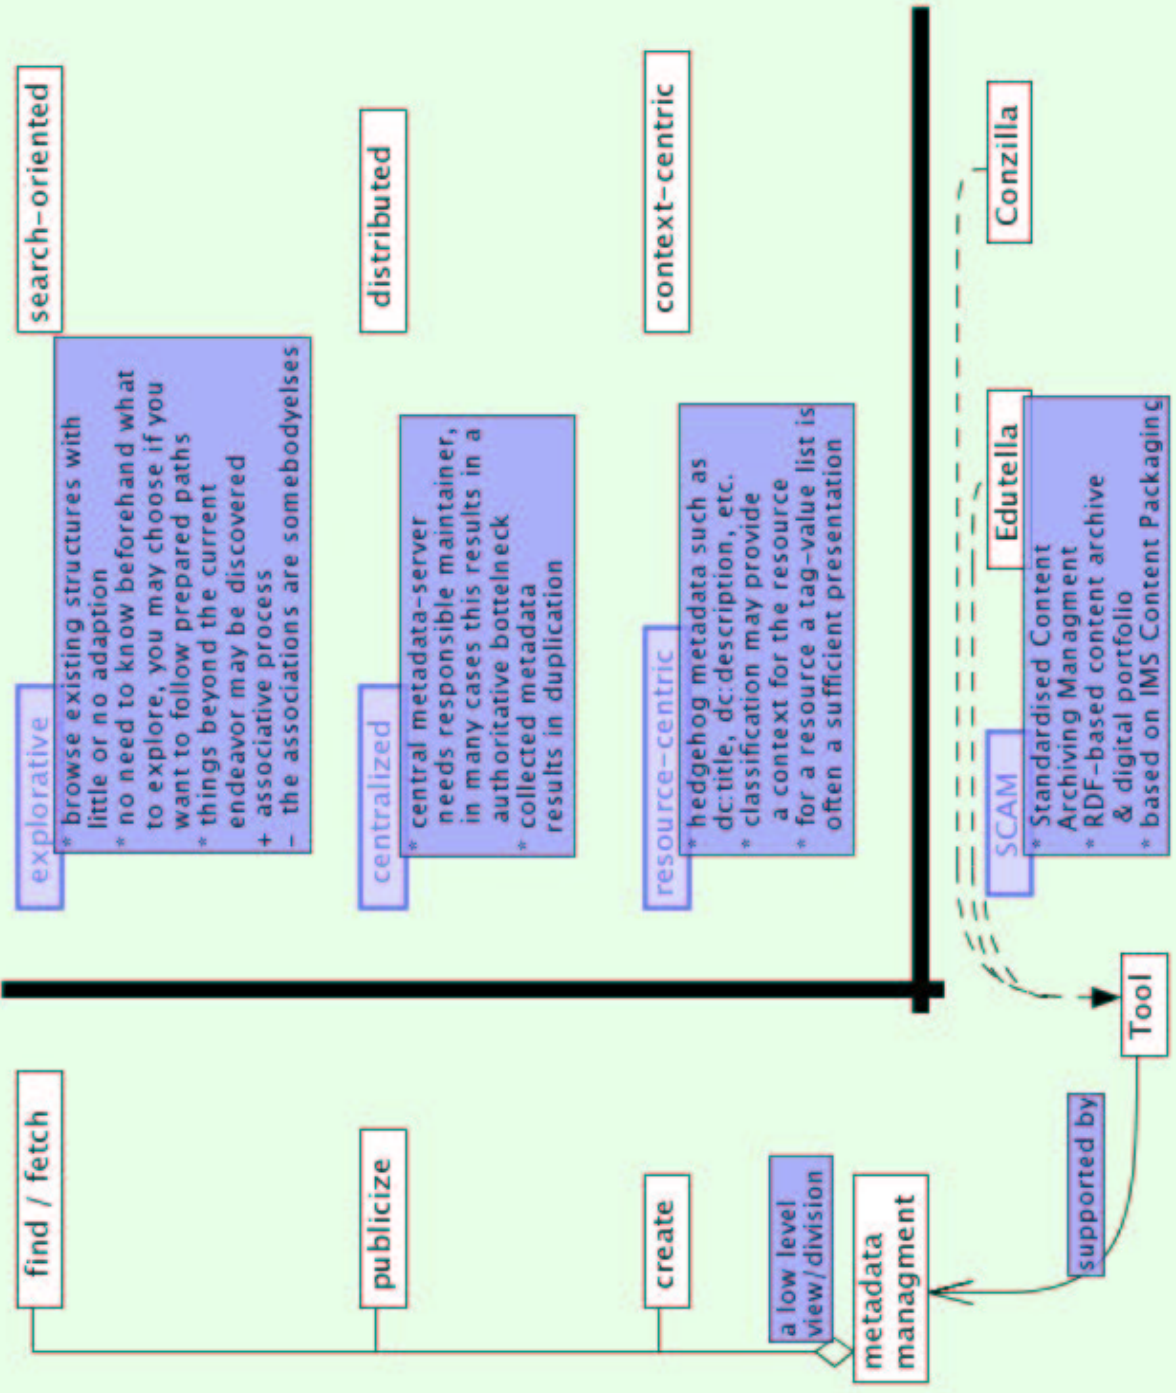 find / fetch
explorative
search-oriented
* browse existing structures with
little or no adaption
* no need to know beforehand what
to explore, you may choose if you
want to follow prepared paths
* things beyond the current
endeavor may be discovered
+ associative process
- the associations are somebodyelses
publicize
centralized
distributed
* central metadata-server
needs responsible maintainer,
in many cases this results in a
authoritative bottelneck
* collected metadata
results in duplication
create
resource-centric
context-centric
* hedgehog metadata such as
dc:title, dc:description, etc.
* classification may provide
a context for the resource
* for a resource a tag-value list is
often a sufficient presentation
a low level
view/division
metadata
managment
supported by
Tool
SCAM
Edutella
Conzilla
* Standardised Content
Archiving Managment
* RDF-based content archive
& digital portfolio
* based on IMS Content Packaging